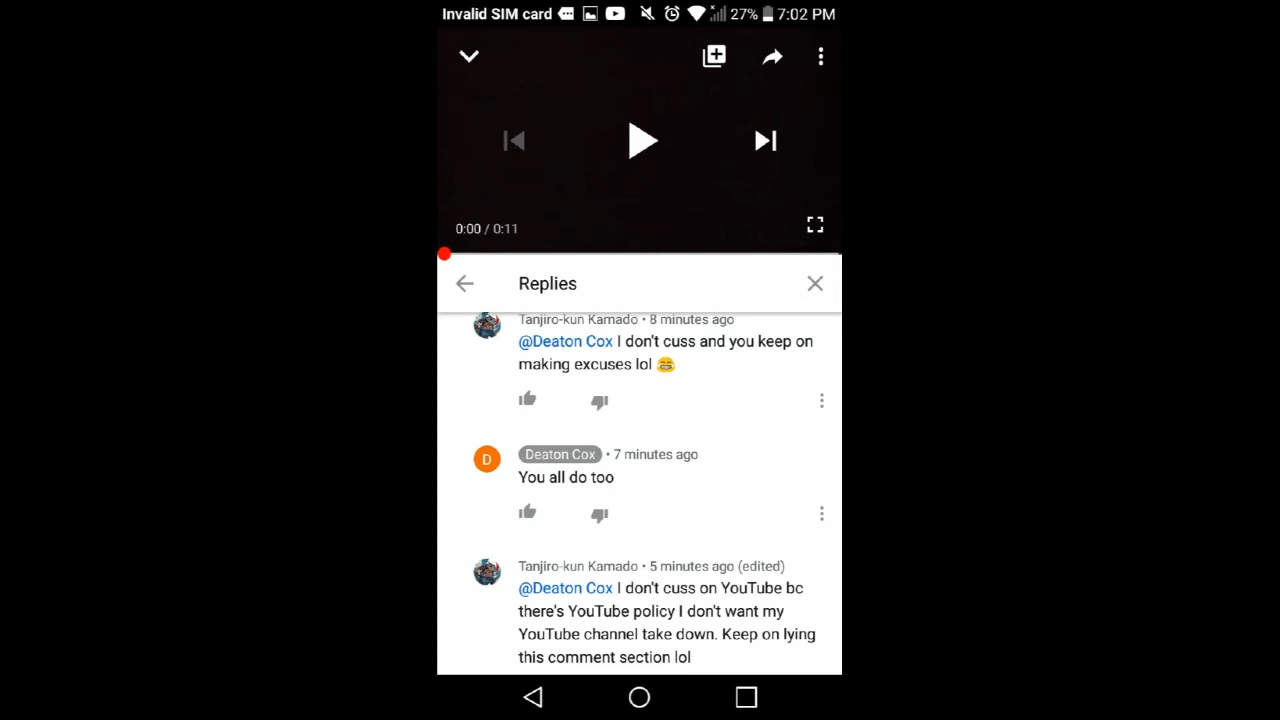 Invalid SIM card 27% 7:02 PM
0:00 / 0:11
Replies
Tanjiro-kun Kamado • 8 minutes ago
@Deaton Cox I don't cuss and you keep on
making excuses lol 😂
D Deaton Cox • 7 minutes ago
You all do too
Tanjiro-kun Kamado • 5 minutes ago (edited)
@Deaton Cox I don't cuss on YouTube bc
there's YouTube policy I don't want my
YouTube channel take down. Keep on lying
this comment section lol